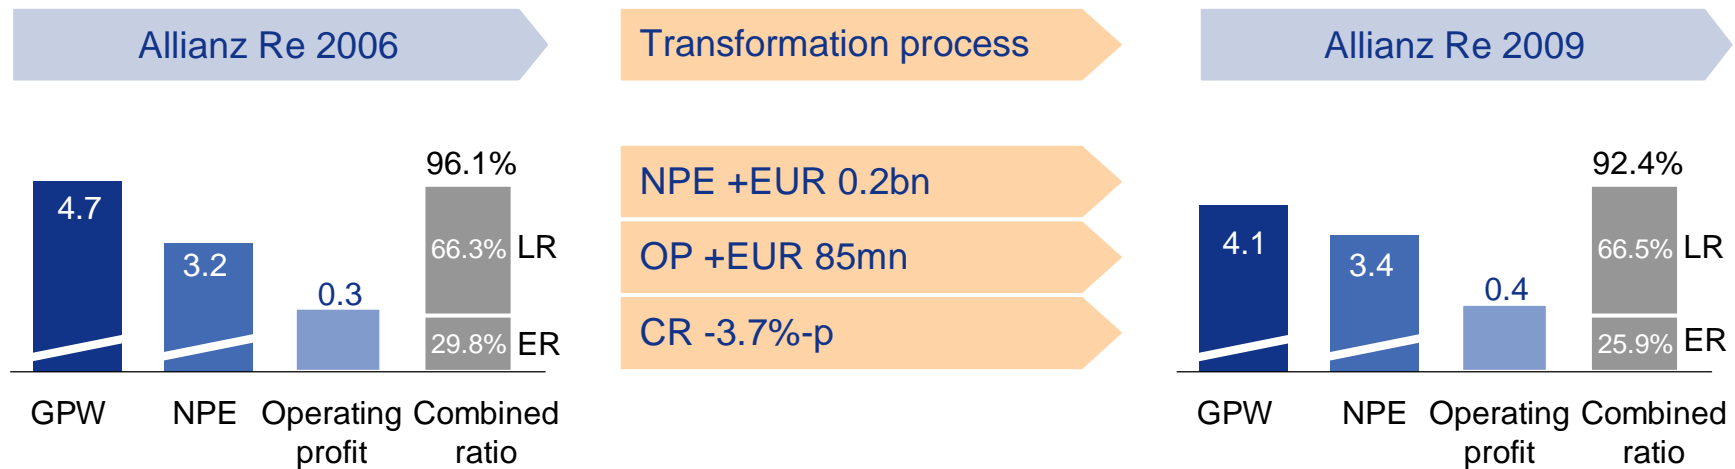 Allianz Re 2006
Transformation process
Allianz Re 2009
96.1%
4.7
66.3% LR
3.2
0.3
29.8% ER
GPW
NPE
Operating
profit
Combined
ratio
NPE +EUR 0.2bn
OP +EUR 85mn
CR -3.7%-p
92.4%
4.1
66.5% LR
3.4
0.4
25.9% ER
GPW
NPE
Operating
profit
Combined
ratio